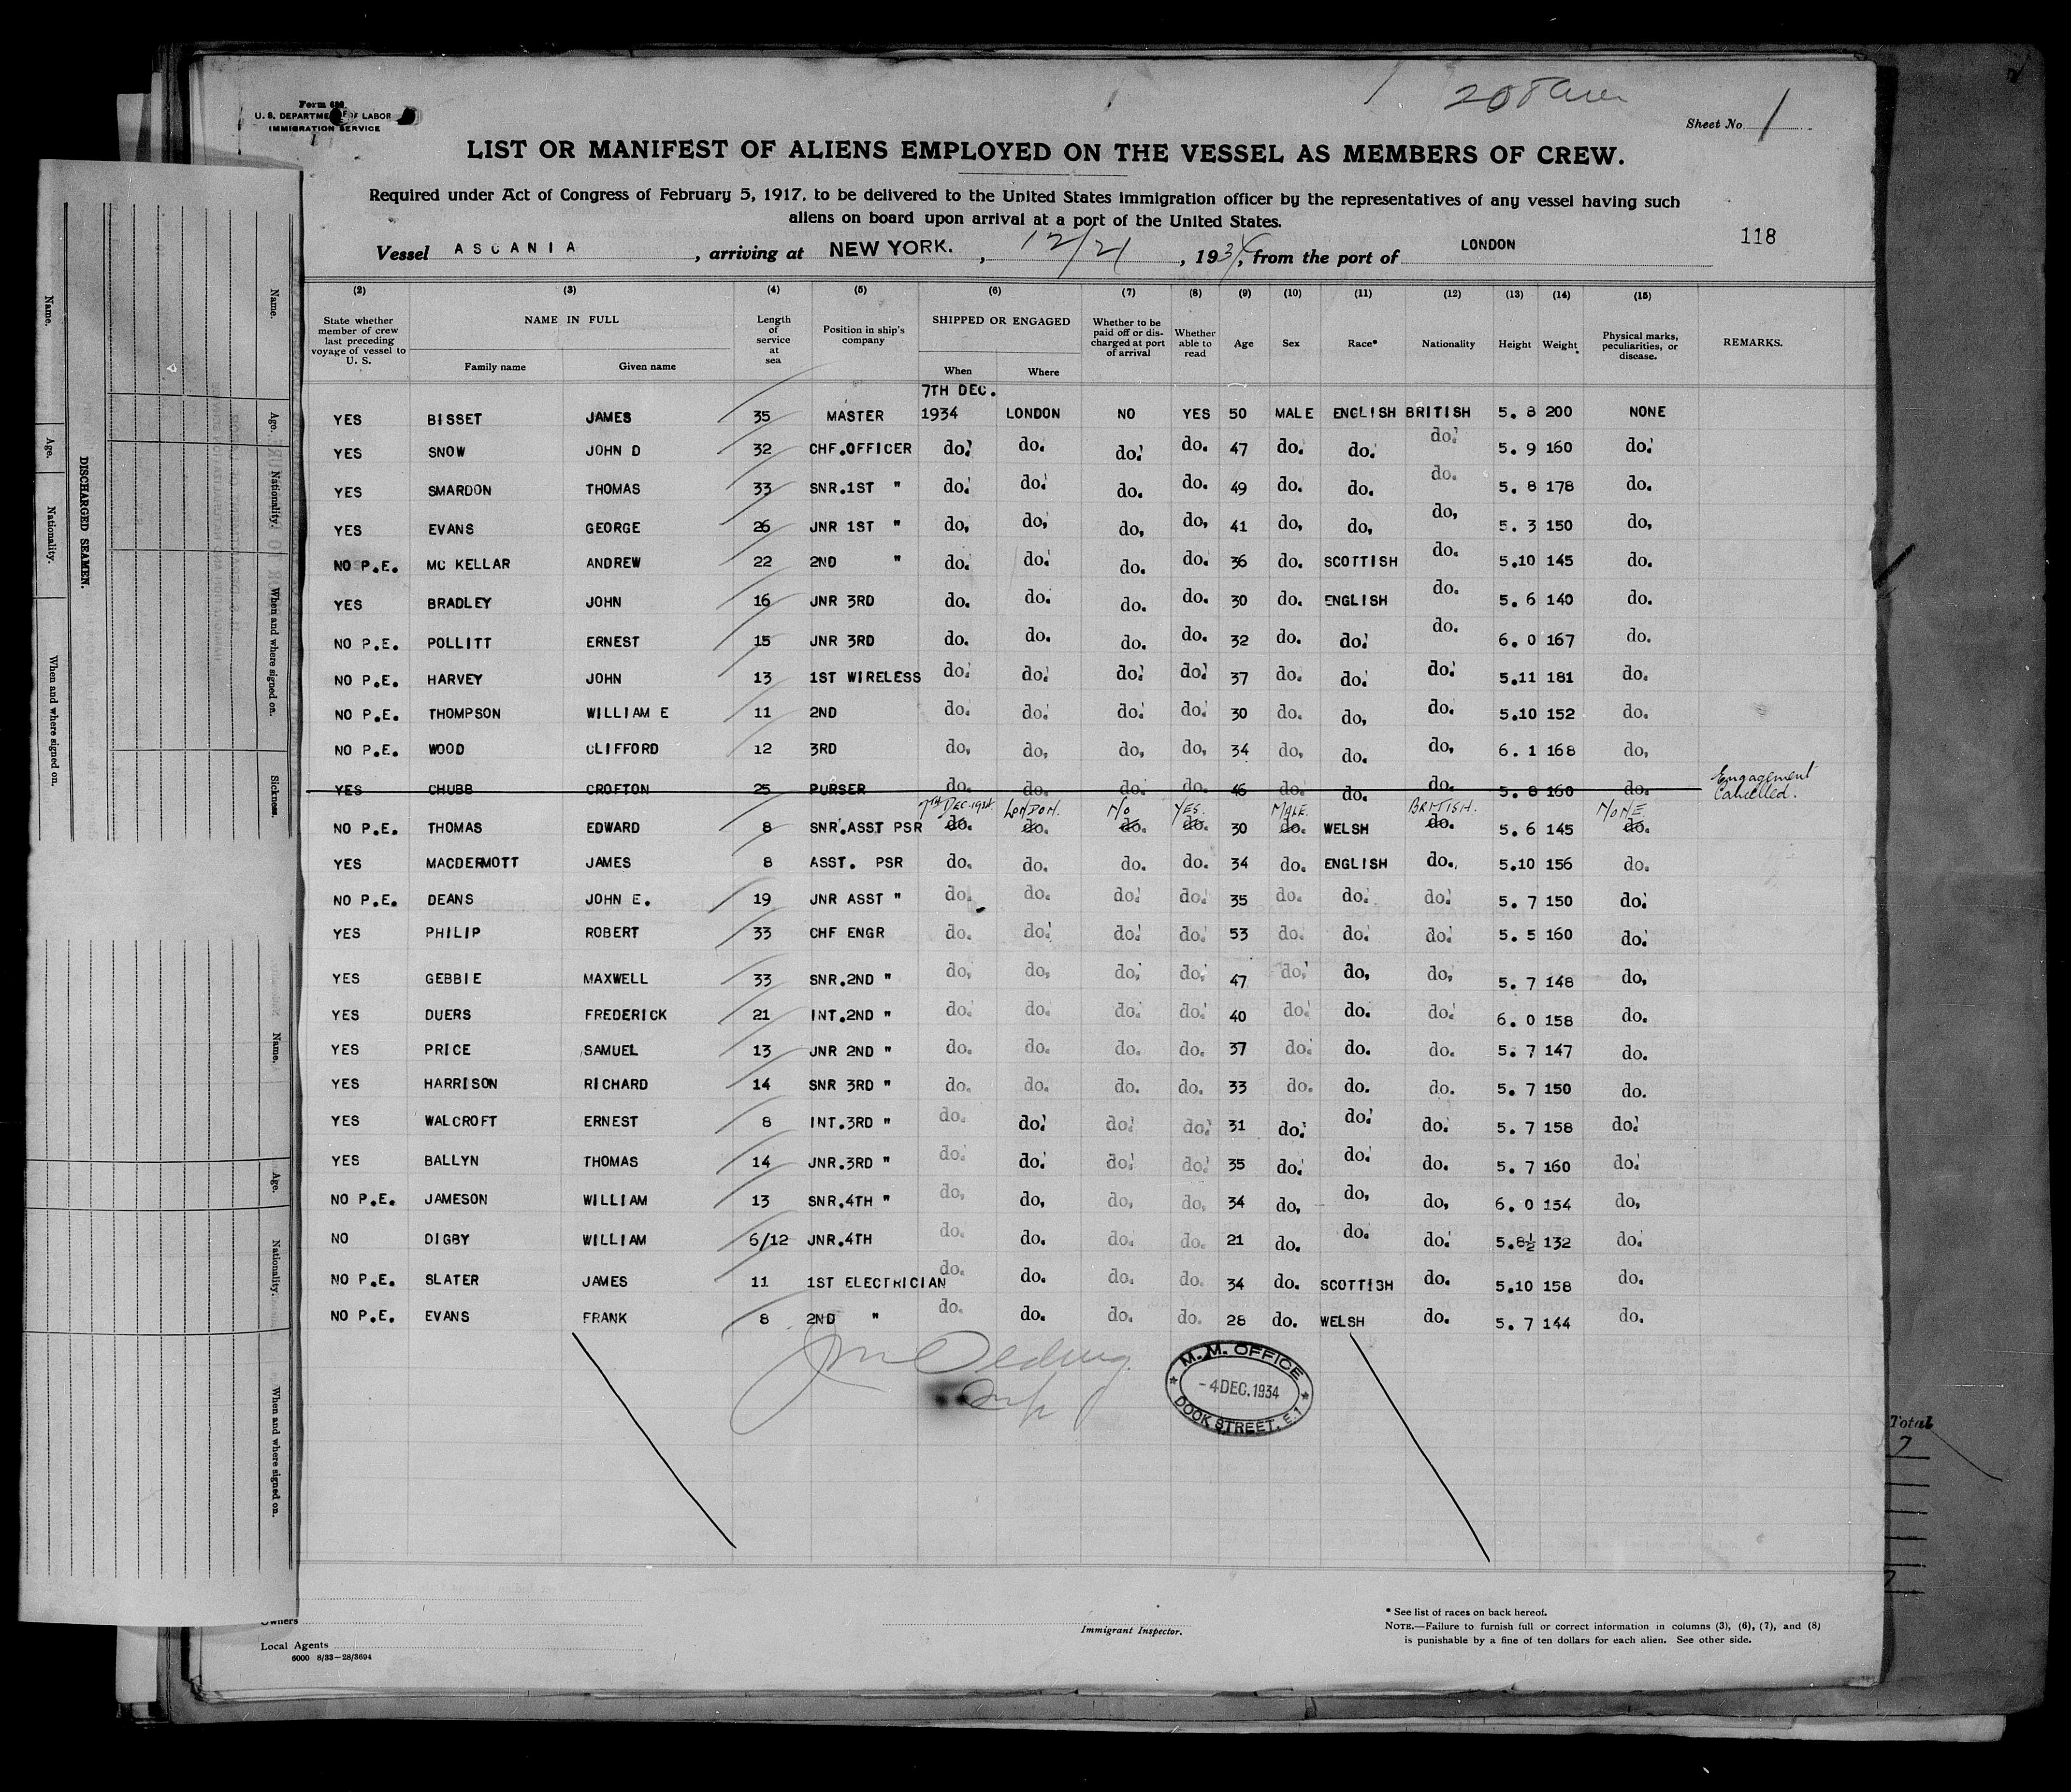 Form 680
U. S. DEPARTMENT OF LABOR
IMMIGRATION SERVICE
208
Sheet No. 1
LIST OR MANIFEST OF ALIENS EMPLOYED ON THE VESSEL AS MEMBERS OF CREW.
Required under Act of Congress of February 5, 1917, to be delivered to the United States immigration officer by the representatives of any vessel having such
aliens on board upon arrival at a port of the United States.
Vessel ASCANIA, arriving at NEW YORK., 12/21, 1934, from the port of LONDON 118
(2) (3) (4) (5) (6) (7) (8) (9) (10) (11) (12) (13) (14) (15)
State whether member of crew last preceding voyage of vessel to U. S. NAME IN FULL Family name Given name Length of service at sea Position in ship's company SHIPPED OR ENGAGED When Where Whether to be paid off or discharged at port of arrival Whether able to read Age Sex Race* Nationality Height Weight Physical marks, peculiarities, or disease. REMARKS.
7TH DEC.
YES BISSET JAMES 35 MASTER 1934 LONDON NO YES 50 MALE ENGLISH BRITISH 5. 8 200 NONE
YES SNOW JOHN D 32 CHF.OFFICER do. do. do. do. 47 do. do. do. 5. 9 160 do.
YES SMARDON THOMAS 33 SNR.1ST " do. do. do. do. 49 do. do. do. 5. 8 178 do.
YES EVANS GEORGE 26 JNR 1ST " do. do. do. do. 41 do. do. do. 5. 3 150 do.
NO P.E. MC KELLAR ANDREW 22 2ND " do. do. do. do. 36 do. SCOTTISH do. 5.10 145 do.
YES BRADLEY JOHN 16 JNR 3RD do. do. do. do. 30 do. ENGLISH do. 5. 6 140 do.
NO P.E. POLLITT ERNEST 15 JNR 3RD do. do. do. do. 32 do. do. do. 6. 0 167 do.
NO P.E. HARVEY JOHN 13 1ST WIRELESS do. do. do. do. 37 do. do. do. 5.11 181 do.
NO P.E. THOMPSON WILLIAM E 11 2ND do. do. do. do. 30 do. do. do. 5.10 152 do.
NO P.E. WOOD CLIFFORD 12 3RD do. do. do. do. 34 do. do. do. 6. 1 168 do.
YES CHUBB CROFTON 25 PURSER do. do. do. do. 46 do. do. do. 5. 8 160 do. Engagement Cancelled.
7th Dec. 1934 LONDON. No YES. MALE. BRITISH. NONE
NO P.E. THOMAS EDWARD 8 SNR.ASST PSR do. do. do. do. 30 do. WELSH do. 5. 6 145 do.
YES MACDERMOTT JAMES 8 ASST. PSR do. do. do. do. 34 do. ENGLISH do. 5.10 156 do.
NO P.E. DEANS JOHN E. 19 JNR ASST " do. do. do. do. 35 do. do. do. 5. 7 150 do.
YES PHILIP ROBERT 33 CHF ENGR do. do. do. do. 53 do. do. do. 5. 5 160 do.
YES GEBBIE MAXWELL 33 SNR.2ND " do. do. do. do. 47 do. do. do. 5. 7 148 do.
YES DUERS FREDERICK 21 INT.2ND " do. do. do. do. 40 do. do. do. 6. 0 158 do.
YES PRICE SAMUEL 13 JNR 2ND " do. do. do. do. 37 do. do. do. 5. 7 147 do.
YES HARRISON RICHARD 14 SNR 3RD " do. do. do. do. 33 do. do. do. 5. 7 150 do.
YES WALCROFT ERNEST 8 INT.3RD " do. do. do. do. 31 do. do. do. 5. 7 158 do.
YES BALLYN THOMAS 14 JNR.3RD " do. do. do. do. 35 do. do. do. 5. 7 160 do.
NO P.E. JAMESON WILLIAM 13 SNR.4TH " do. do. do. do. 34 do. do. do. 6. 0 154 do.
NO DIGBY WILLIAM 6/12 JNR.4TH do. do. do. do. 21 do. do. do. 5.8½ 132 do.
NO P.E. SLATER JAMES 11 1ST ELECTRICIAN do. do. do. do. 34 do. SCOTTISH do. 5.10 158 do.
NO P.E. EVANS FRANK 8 2ND " do. do. do. do. 28 do. WELSH do. 5. 7 144 do.
M. M. OFFICE
-4DEC.1934
DOCK STREET, E.1
Owners
Local Agents
6000 8/33—28/3694
Immigrant Inspector.
* See list of races on back hereof.
NOTE.—Failure to furnish full or correct information in columns (3), (6), (7), and (8)
is punishable by a fine of ten dollars for each alien. See other side.
Name.
Age.
Nationality.
When and where signed on.
DISCHARGED SEAMEN.
Name.
Age.
Nationality.
When and where signed on.
Sickness.
Name.
Age.
Nationality.
When and where signed on.
Total
7